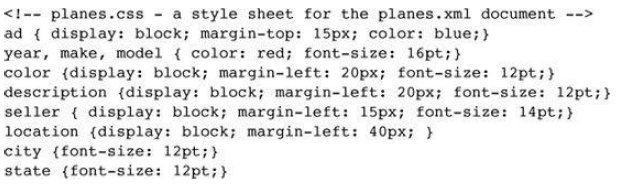 <!-- planes.css - a style sheet for the planes.xml document -->
ad { display: block; margin-top: 15px; color: blue;}
year, make, model { color: red; font-size: 16pt;}
color {display: block; margin-left: 20px; font-size: 12pt;}
description {display: block; margin-left: 20px; font-size: 12pt;}
seller { display: block; margin-left: 15px; font-size: 14pt;}
location {display: block; margin-left: 40px; }
city {font-size: 12pt;}
state {font-size: 12pt;}